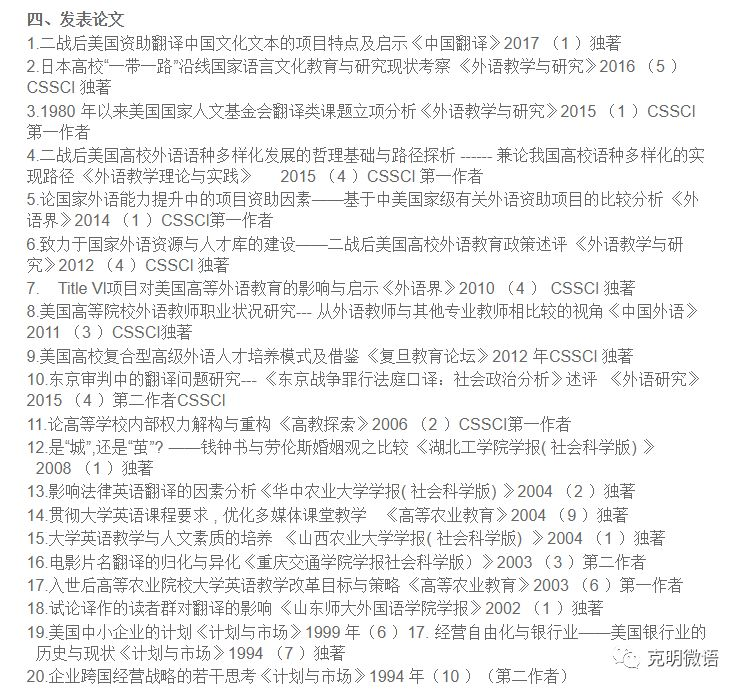 四、发表论文
1.二战后美国资助翻译中国文化文本的项目特点及启示《中国翻译》2017 （1 ）独著
2.日本高校“一带一路”沿线国家语言文化教育与研究现状考察 《外语教学与研究》2016 （5 ）
CSSCI 独著
3.1980 年以来美国国家人文基金会翻译类课题立项分析《外语教学与研究》2015 （1 ）CSSCI
第一作者
4.二战后美国高校外语语种多样化发展的哲理基础与路径探析 ------ 兼论我国高校语种多样化的实
现路径 《外语教学理论与实践》 2015 （4 ）CSSCI 第一作者
5.论国家外语能力提升中的项目资助因素——基于中美国家级有关外语资助项目的比较分析 《外
语界》2014 （1 ）CSSCI第一作者
6.致力于国家外语资源与人才库的建设——二战后美国高校外语教育政策述评 《外语教学与研
究》2012 （4 ）CSSCI 独著
7. Title VI项目对美国高等外语教育的影响与启示《外语界》2010 （4 ） CSSCI 独著
8.美国高等院校外语教师职业状况研究--- 从外语教师与其他专业教师相比较的视角《中国外语》
2011 （3 ）CSSCI独著
9.美国高校复合型高级外语人才培养模式及借鉴 《复旦教育论坛》2012 年CSSCI 独著
10.东京审判中的翻译问题研究--- 《东京战争罪行法庭口译：社会政治分析》述评 《外语研究》
2015 （4 ）第二作者CSSCI
11.论高等学校内部权力解构与重构 《高教探索》2006 （2 ）CSSCI第一作者
12.是“城”,还是“茧”? ——钱钟书与劳伦斯婚姻观之比较 《湖北工学院学报( 社会科学版) 》
2008 （1 ）独著
13.影响法律英语翻译的因素分析《华中农业大学学报( 社会科学版) 》2004 （2 ）独著
14.贯彻大学英语课程要求，优化多媒体课堂教学 《高等农业教育》2004 （9 ）独著
15.大学英语教学与人文素质的培养 《山西农业大学学报( 社会科学版) 》2004 （1 ）独著
16.电影片名翻译的归化与异化《重庆交通学院学报社会科学版）》2003 （3 ）第二作者
17.入世后高等农业院校大学英语教学改革目标与策略 《高等农业教育》2003 （6 ）第一作者
18.试论译作的读者群对翻译的影响 《山东师大外国语学院学报》2002 （1 ）独著
19.美国中小企业的计划《计划与市场》1999 年（6 ）17. 经营自由化与银行业——美国银行业的
历史与现状《计划与市场》1994 （7 ）独著
20.企业跨国经营战略的若干思考《计划与市场》1994 年（10 ）（第二作者）
克明微语